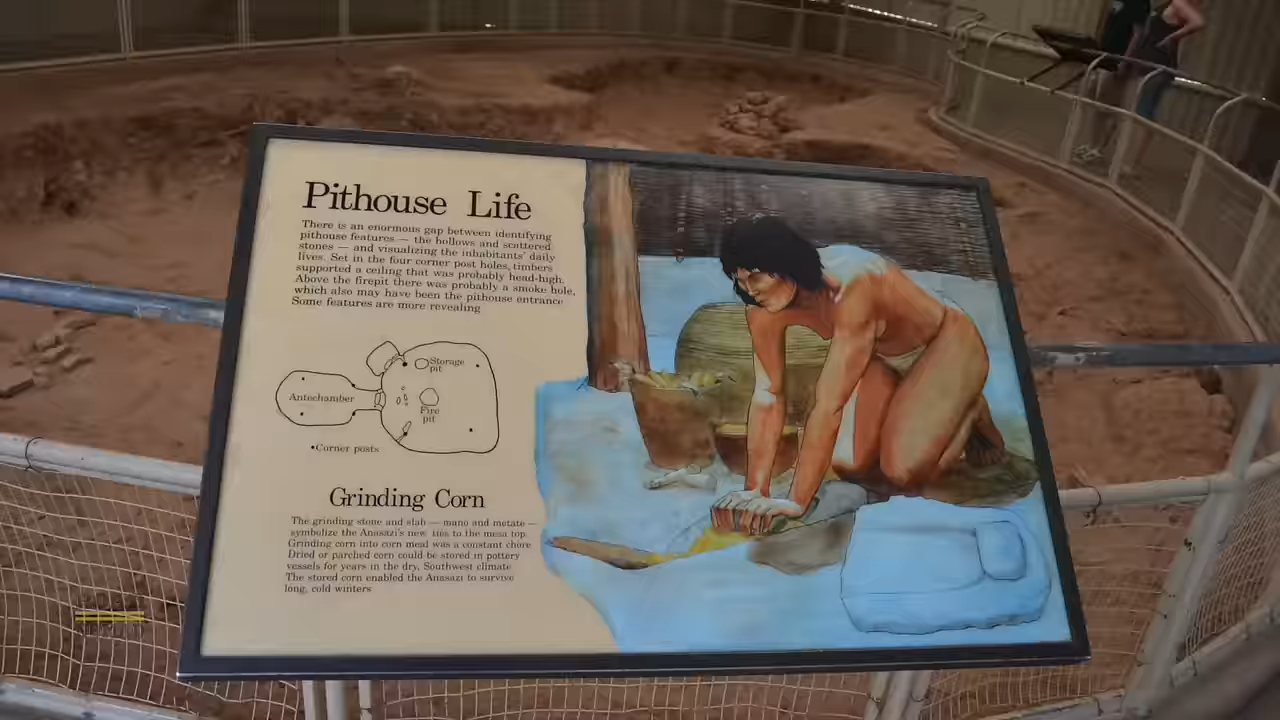 Pithouse Life
There is an enormous gap between identifying
pithouse features — the hollows and scattered
stones — and visualizing the inhabitants' daily
lives. Set in the four corner post holes, timbers
supported a ceiling that was probably head-high.
Above the firepit there was probably a smoke hole,
which also may have been the pithouse entrance
Some features are more revealing
Storage
pit
Antechamber
Fire
pit
•Corner posts
Grinding Corn
The grinding stone and slab — mano and metate —
symbolize the Anasazi's new ties to the mesa top.
Grinding corn into corn meal was a constant chore
Dried or parched corn could be stored in pottery
vessels for years in the dry, Southwest climate
The stored corn enabled the Anasazi to survive
long, cold winters